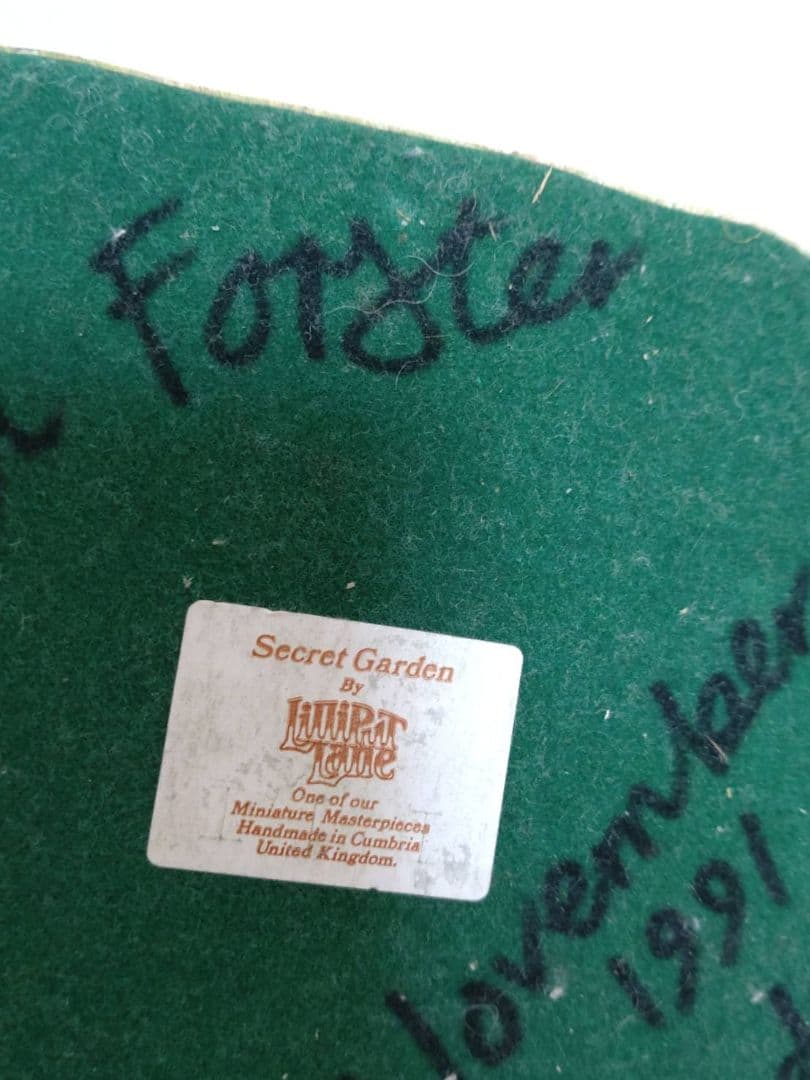 Forster
Secret Garden
By
LilliPuT
Lane
One of our
Miniature Masterpieces
Handmade in Cumbria
United Kingdom.
November
1991